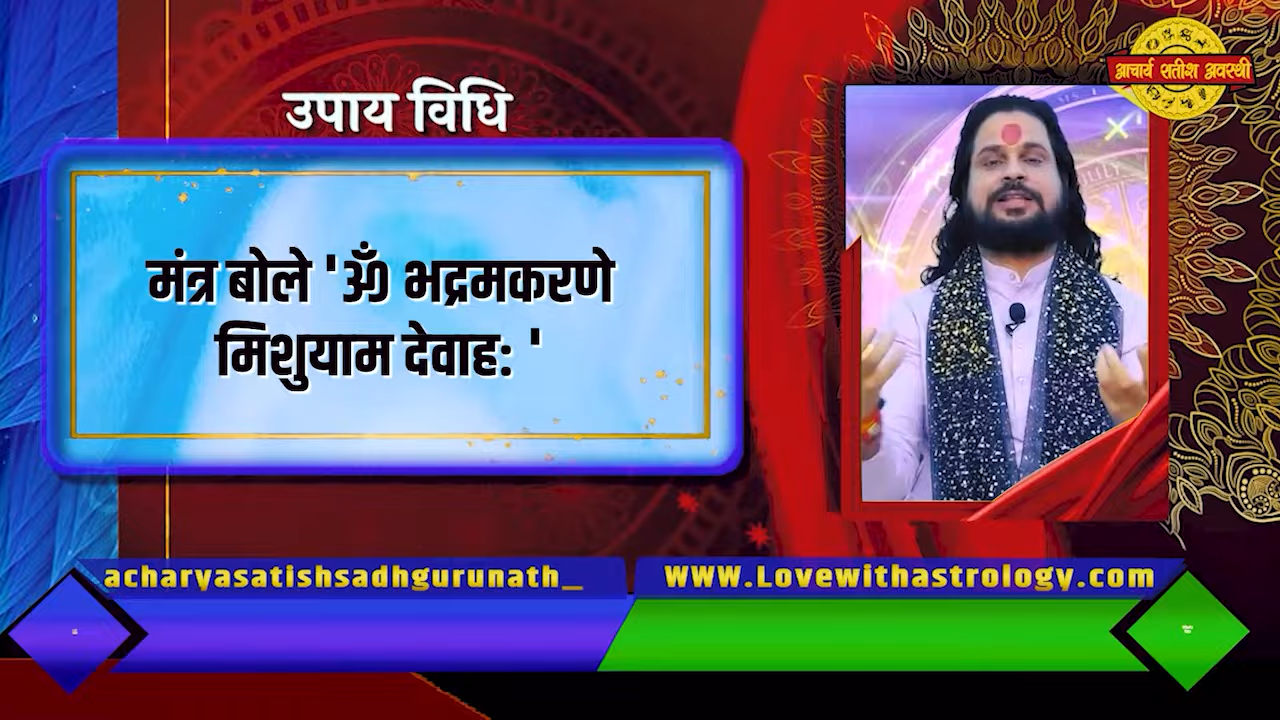 उपाय विधि
मंत्र बोले 'ॐ भद्रमकरणे
मिशुयाम देवाह: '
आचार्य सतीश अवस्थी
acharyasatishsadhgurunath_
WWW.Lovewithastrology.com